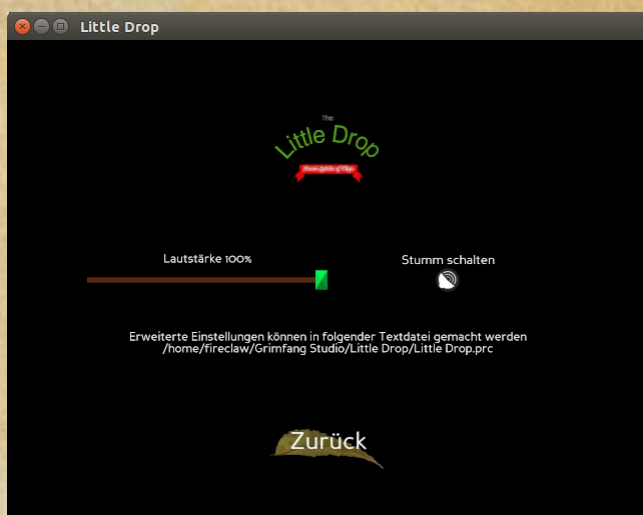 Little Drop
The
Little Drop
Lautstärke 100%
Stumm schalten
Erweiterte Einstellungen können in folgender Textdatei gemacht werden
/home/fireclaw/Grimfang Studio/Little Drop/Little Drop.prc
Zurück